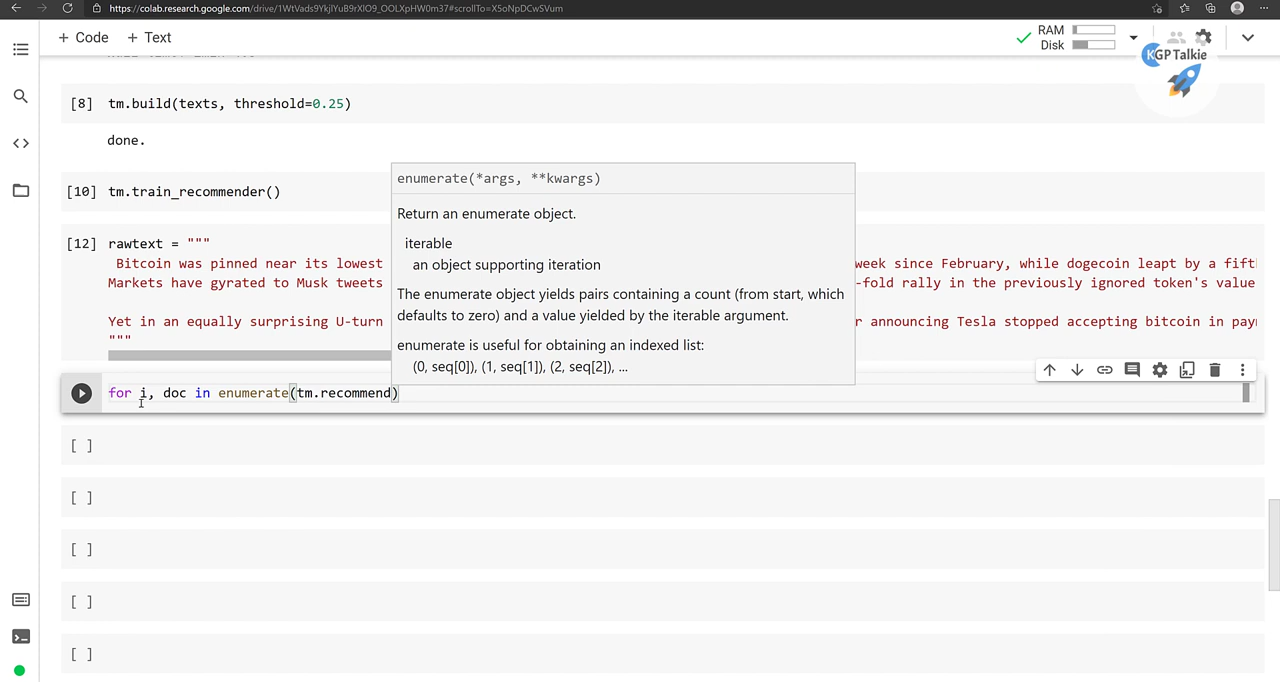 https://colab.research.google.com/drive/1WtVads9YkjlYuB9rXlO9_OOLXpHW0m37#scrollTo=X5oNpDCwSVum
+ Code + Text
RAM
Disk
KGPTalkie
[8] tm.build(texts, threshold=0.25)
done.
[10] tm.train_recommender()
enumerate(*args, **kwargs)
Return an enumerate object.
iterable
an object supporting iteration
The enumerate object yields pairs containing a count (from start, which
defaults to zero) and a value yielded by the iterable argument.
enumerate is useful for obtaining an indexed list:
(0, seq[0]), (1, seq[1]), (2, seq[2]), ...
[12] rawtext = """
Bitcoin was pinned near its lowest week since February, while dogecoin leapt by a fift
Markets have gyrated to Musk tweets -fold rally in the previously ignored token's value
Yet in an equally surprising U-turn r announcing Tesla stopped accepting bitcoin in pay
"""
for i, doc in enumerate(tm.recommend)
[ ]
[ ]
[ ]
[ ]
[ ]